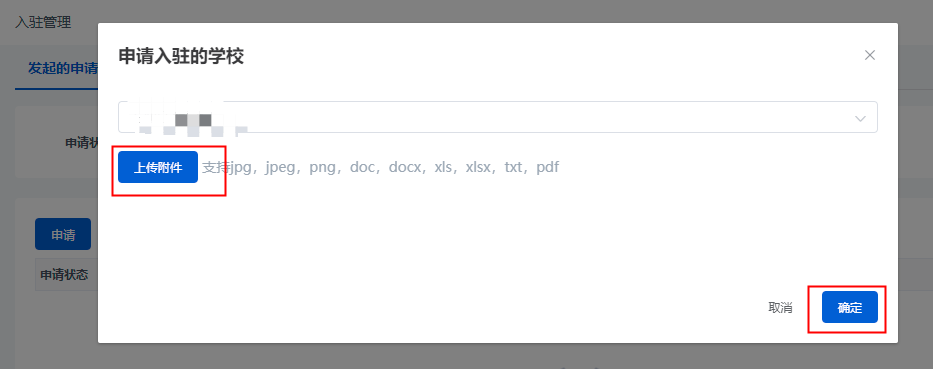 入驻管理
申请入驻的学校
发起的申请
申请状
上传附件 支持jpg，jpeg，png，doc，docx，xls，xlsx，txt，pdf
申请
申请状态
取消 确定